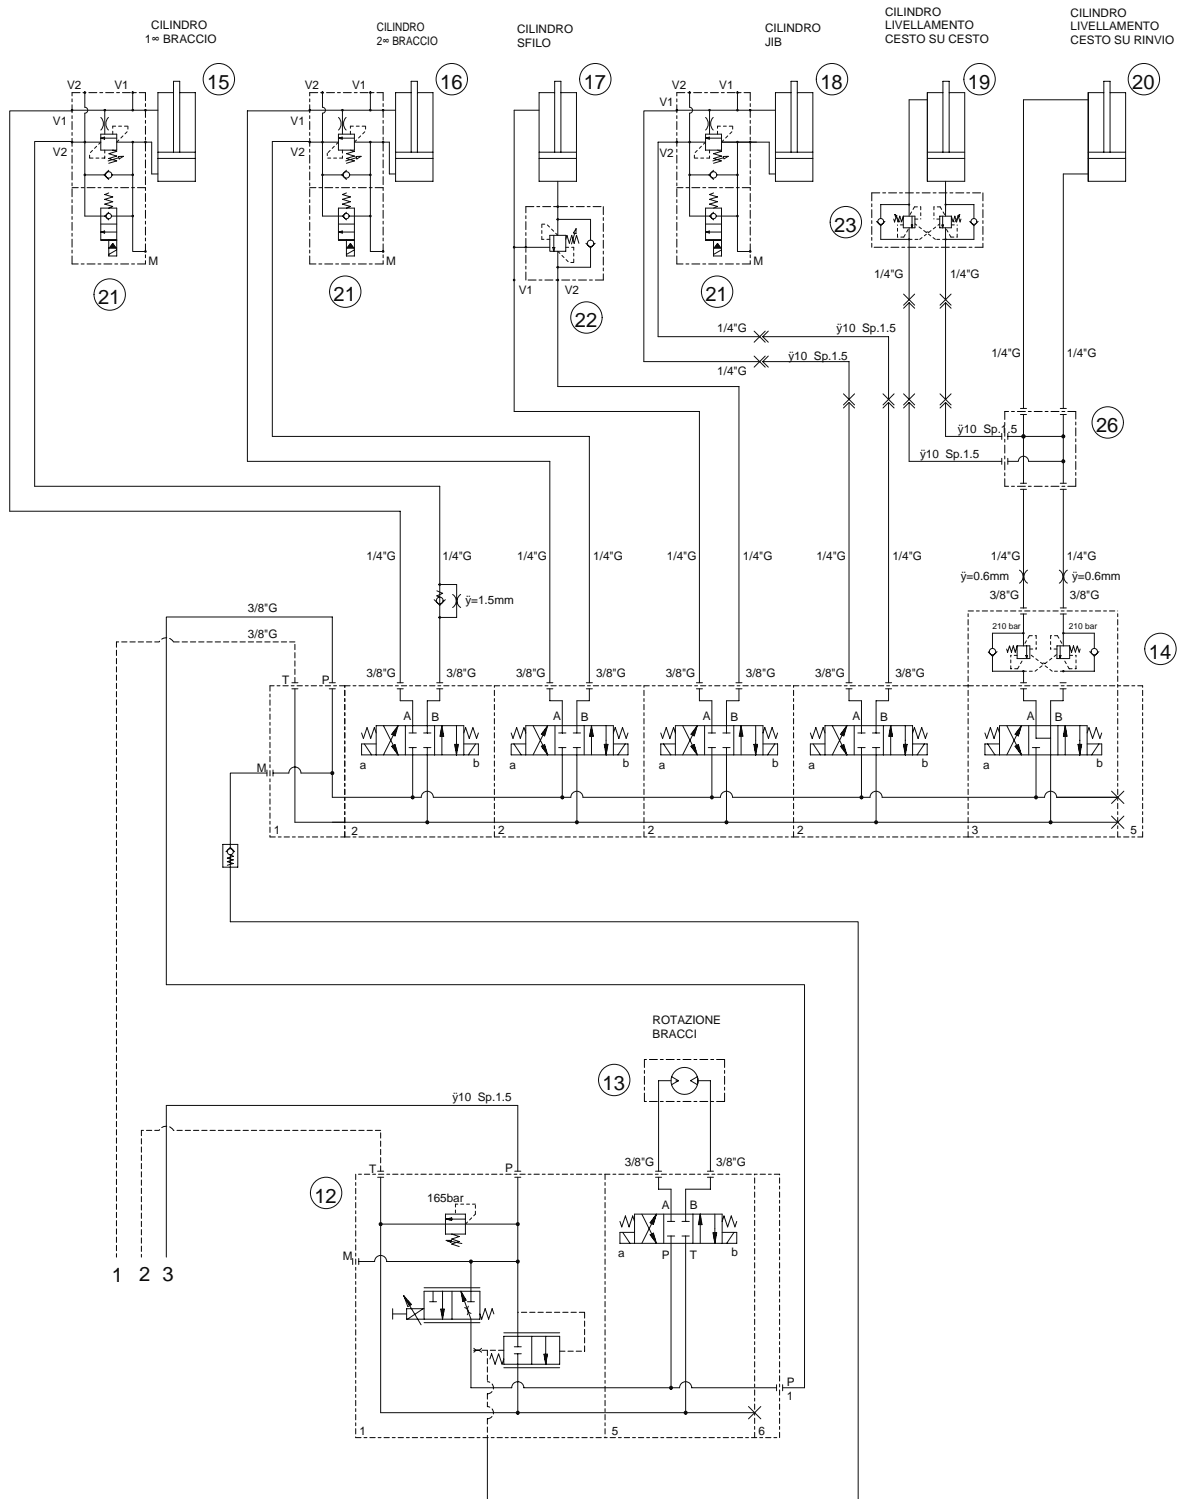 CILINDRO
1∞ BRACCIO
CILINDRO
2∞ BRACCIO
CILINDRO
SFILO
CILINDRO
JIB
CILINDRO
LIVELLAMENTO
CESTO SU CESTO
CILINDRO
LIVELLAMENTO
CESTO SU RINVIO
15
16
17
18
19
20
V2 V1
V2 V1
V2 V1
V1
V2
V1
V2
V1
V2
M
M
M
21
21
21
V1 V2
22
23
1/4"G 1/4"G
1/4"G ÿ10 Sp.1.5
1/4"G ÿ10 Sp.1.5
1/4"G 1/4"G
26
ÿ10 Sp.1.5
ÿ10 Sp.1.5
1/4"G 1/4"G 1/4"G 1/4"G 1/4"G 1/4"G 1/4"G 1/4"G 1/4"G 1/4"G
ÿ=0.6mm ÿ=0.6mm
ÿ=1.5mm
3/8"G 3/8"G
3/8"G
3/8"G
210 bar 210 bar
14
T P
3/8"G 3/8"G 3/8"G 3/8"G 3/8"G 3/8"G 3/8"G 3/8"G
A B A B A B A B A B
a b a b a b a b a b
M
1 2 2 2 2 3 5
ROTAZIONE
BRACCI
13
ÿ10 Sp.1.5
3/8"G 3/8"G
T P
12
165bar
A B
a b
P T
M
1 2 3
P
1
1 5 6